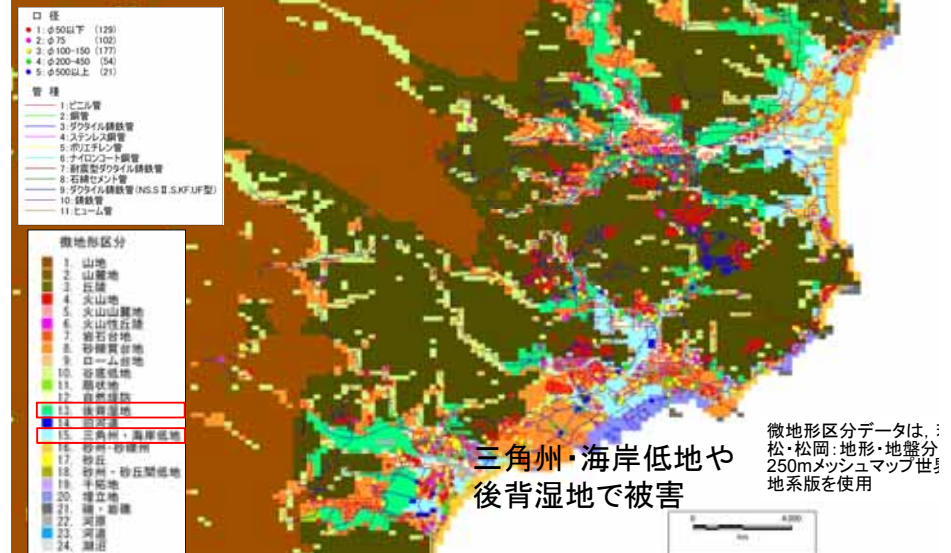 口 径
1: φ50以下 (129)
2: φ75 (102)
3: φ100-150 (177)
4: φ200-450 (54)
5: φ500以上 (21)
管 種
1:ビニル管
2:鋼管
3:ダクタイル鋳鉄管
4:ステンレス鋼管
5:ポリエチレン管
6:ナイロンコート鋼管
7:耐震型ダクタイル鋳鉄管
8:石綿セメント管
9:ダクタイル鋳鉄管(NS,SⅡ,S,KF,UF型)
10:鋳鉄管
11:ヒューム管
微地形区分
1. 山地
2. 山麓地
3. 丘陵
4. 火山地
5. 火山山麓地
6. 火山性丘陵
7. 岩石台地
8. 砂礫質台地
9. ローム台地
10. 谷底低地
11. 扇状地
12. 自然堤防
13. 後背湿地
14. 旧河道
15. 三角州・海岸低地
16. 砂州・砂礫州
17. 砂丘
18. 砂州・砂丘間低地
19. 干拓地
20. 埋立地
21. 磯・岩礁
22. 河原
23. 河道
24. 湖沼
三角州・海岸低地や
後背湿地で被害
微地形区分データは,
松・松岡:地形・地盤分
250mメッシュマップ世界
地系版を使用
0 4,000